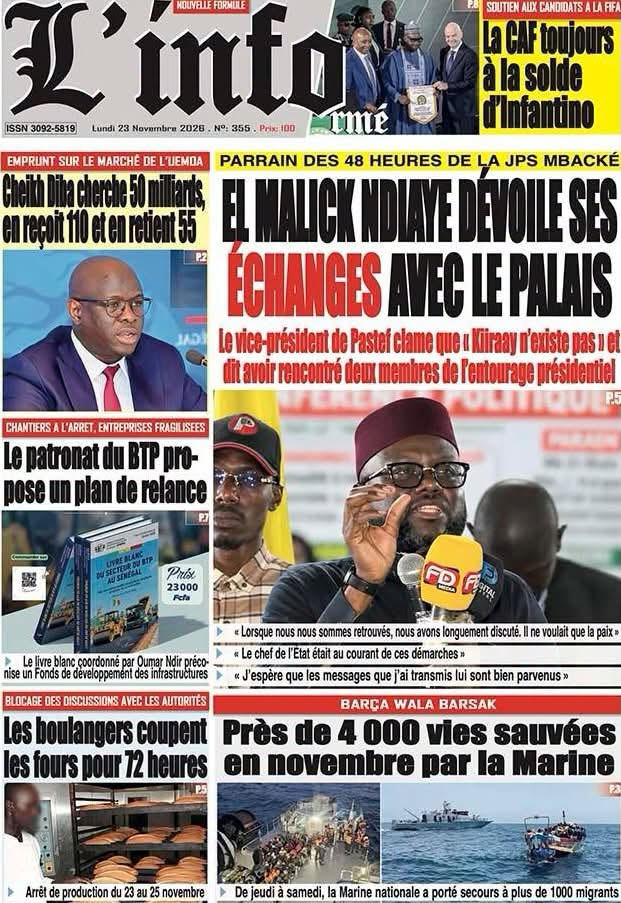 NOUVELLE FORMULE
L'info
rmé
ISSN 3092-5819
Lundi 23 Novembre 2026 . N°: 355 . Prix: 100
P.8
SOUTIEN AUX CANDIDATS A LA FIFA
La CAF toujours
à la solde
d'Infantino
EMPRUNT SUR LE MARCHÉ DE L'UEMOA
Cheikh Diba cherche 50 milliards,
en reçoit 110 et en retient 55
P.2
CHANTIERS A L'ARRET, ENTREPRISES FRAGILISEES
Le patronat du BTP pro-
pose un plan de relance
P.7
LIVRE BLANC
DU SECTEUR DU BTP
AU SÉNÉGAL
Prix
23000
Fcfa
Le livre blanc coordonné par Oumar Ndir préco-
nise un Fonds de développement des infrastructures
BLOCAGE DES DISCUSSIONS AVEC LES AUTORITÉS
Les boulangers coupent
les fours pour 72 heures
P.5
Arrêt de production du 23 au 25 novembre
PARRAIN DES 48 HEURES DE LA JPS MBACKÉ
EL MALICK NDIAYE DÉVOILE SES
ÉCHANGES AVEC LE PALAIS
Le vice-président de Pastef clame que « Kiiraay n'existe pas » et
dit avoir rencontré deux membres de l'entourage présidentiel
P.5
FD
MEDIA
« Lorsque nous nous sommes retrouvés, nous avons longuement discuté. Il ne voulait que la paix »
« Le chef de l'État était au courant de ces démarches »
« J'espère que les messages que j'ai transmis lui sont bien parvenus »
BARÇA WALA BARSAK
Près de 4 000 vies sauvées
en novembre par la Marine
P.3
De jeudi à samedi, la Marine nationale a porté secours à plus de 1000 migrants